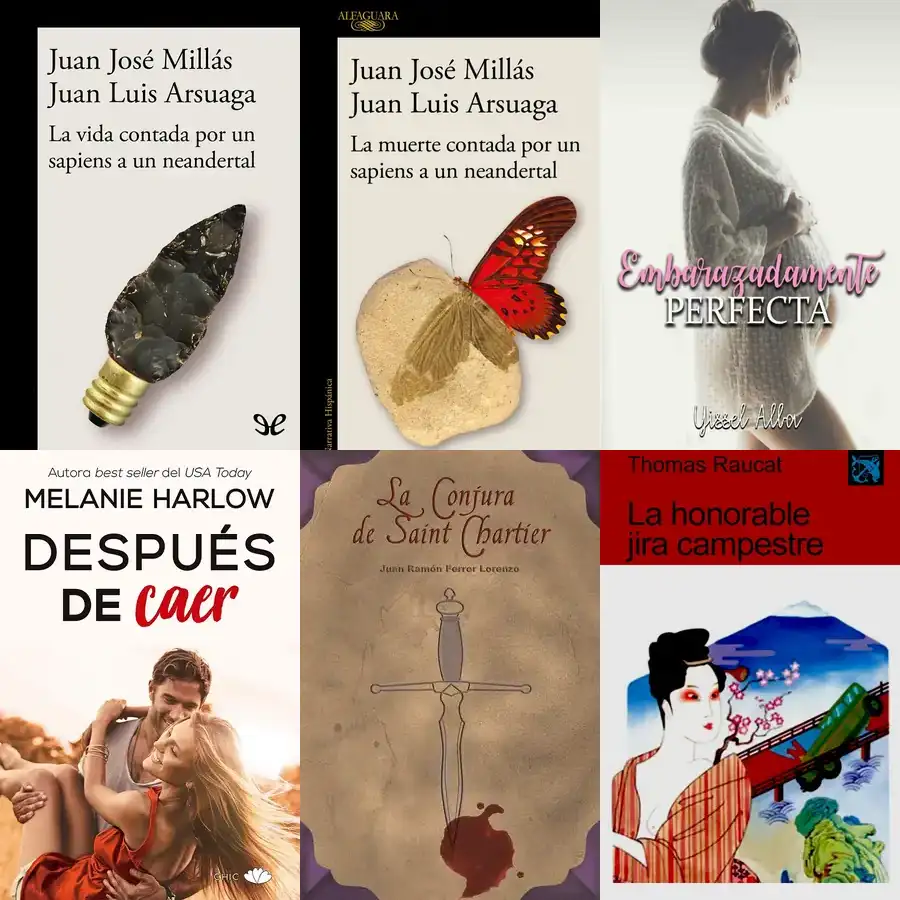 Juan José Millás
Juan Luis Arsuaga
La vida contada por un
sapiens a un neandertal
ALFAGUARA
Juan José Millás
Juan Luis Arsuaga
La muerte contada por un
sapiens a un neandertal
Narrativa Hispánica
Embarazadamente
PERFECTA
Yissel Alba
Autora best seller del USA Today
MELANIE HARLOW
DESPUÉS
DE caer
CHIC
La Conjura
de Saint Chartier
Juan Ramón Ferrer Lorenzo
Thomas Raucat
La honorable
jira campestre